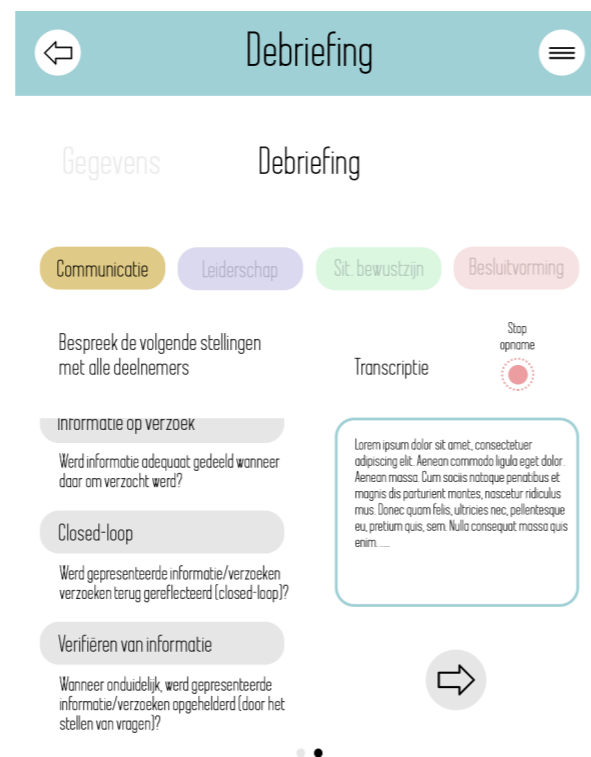 Debriefing
Gegevens
Debriefing
Communicatie
Leiderschap
Sit. bewustzijn
Besluitvorming
Bespreek de volgende stellingen
met alle deelnemers
informatie op verzoek
Werd informatie adequaat gedeeld wanneer
daar om verzocht werd?
Closed-loop
Werd gepresenteerde informatie/verzoeken
verzoeken terug gereflecteerd (closed-loop)?
Verifiëren van informatie
Wanneer onduidelijk, werd gepresenteerde
informatie/verzoeken opgehelderd (door het
stellen van vragen)?
Transcriptie
Stop
opname
Lorem ipsum dolor sit amet, consectetuer
adipiscing elit. Aenean commodo ligula eget dolor.
Aenean massa. Cum sociis natoque penatibus et
magnis dis parturient montes, nascetur ridiculus
mus. Donec quam felis, ultricies nec, pellentesque
eu, pretium quis, sem. Nulla consequat massa quis
enim. .....